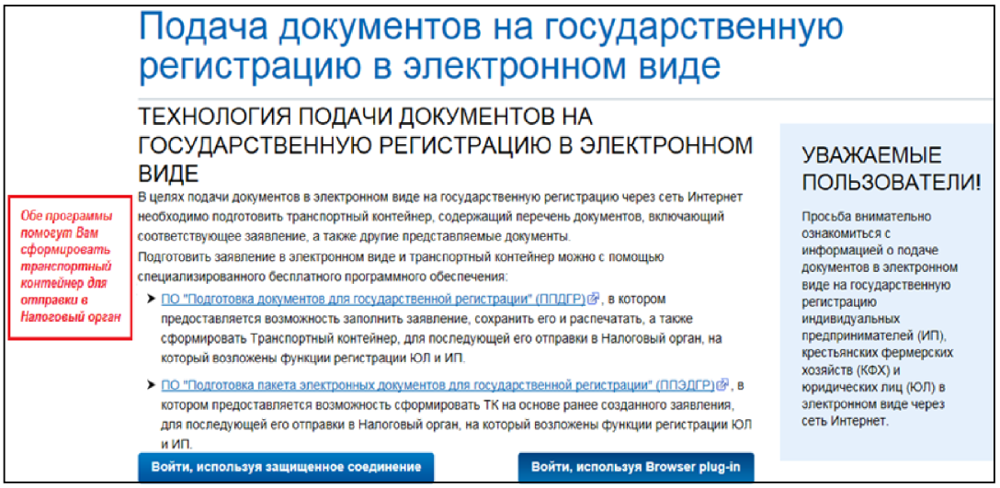 Подача документов на государственную
регистрацию в электронном виде
ТЕХНОЛОГИЯ ПОДАЧИ ДОКУМЕНТОВ НА
ГОСУДАРСТВЕННУЮ РЕГИСТРАЦИЮ В ЭЛЕКТРОННОМ
ВИДЕ
В целях подачи документов в электронном виде на государственную регистрацию через сеть Интернет
необходимо подготовить транспортный контейнер, содержащий перечень документов, включающий
соответствующее заявление, а также другие представляемые документы.
Подготовить заявление в электронном виде и транспортный контейнер можно с помощью
специализированного бесплатного программного обеспечения:
ПО "Подготовка документов для государственной регистрации" (ППДГР), в котором
предоставляется возможность заполнить заявление, сохранить его и распечатать, а также
сформировать Транспортный контейнер, для последующей его отправки в Налоговый орган, на
который возложены функции регистрации ЮЛ и ИП.
ПО "Подготовка пакета электронных документов для государственной регистрации" (ППЭДГР), в
котором предоставляется возможность сформировать ТК на основе ранее созданного заявления,
для последующей его отправки в Налоговый орган, на который возложены функции регистрации ЮЛ
и ИП.
Войти, используя защищенное соединение
Войти, используя Browser plug-in
Обе программы
помогут Вам
сформировать
транспортный
контейнер для
отправки в
Налоговый орган
УВАЖАЕМЫЕ
ПОЛЬЗОВАТЕЛИ!
Просьба внимательно
ознакомиться с
информацией о подаче
документов в электронном
виде на государственную
регистрацию
индивидуальных
предпринимателей (ИП),
крестьянских фермерских
хозяйств (КФХ) и
юридических лиц (ЮЛ) в
электронном виде через
сеть Интернет.